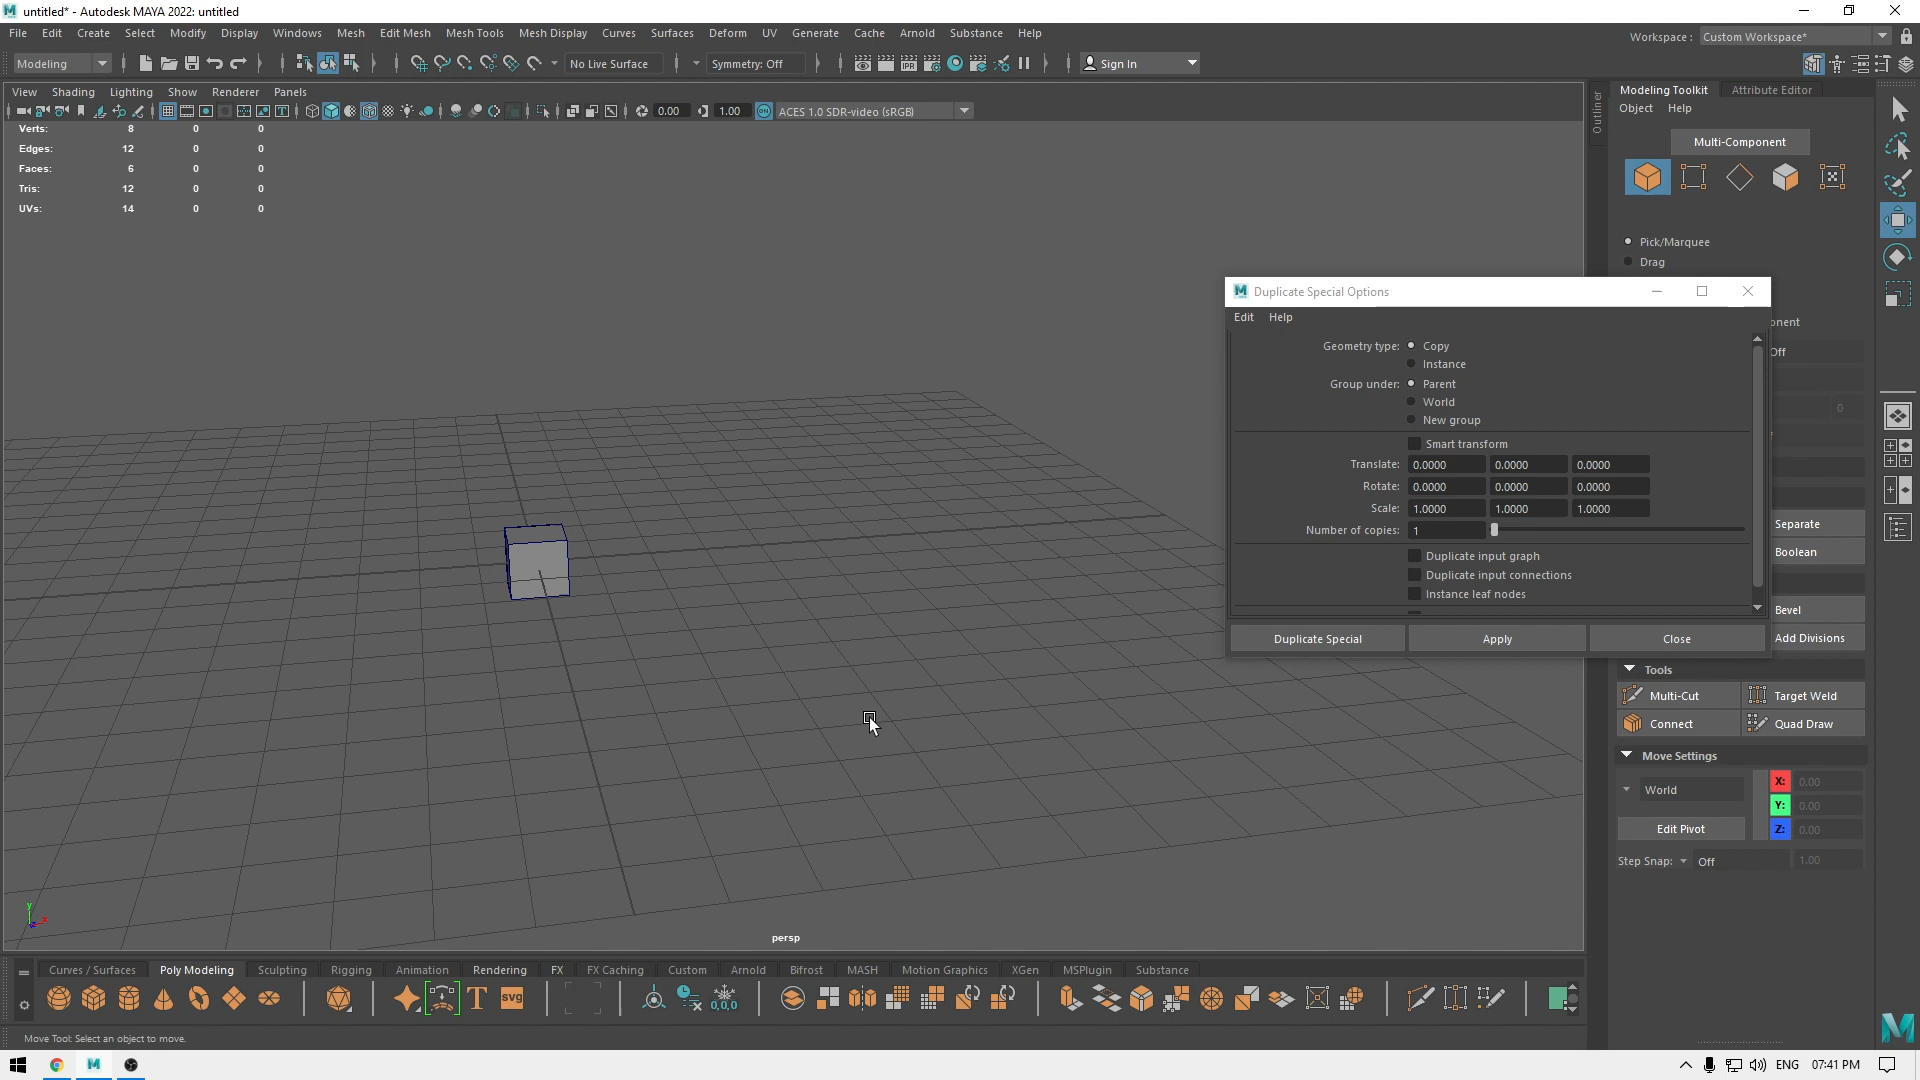 untitled* - Autodesk MAYA 2022: untitled
File Edit Create Select Modify Display Windows Mesh Edit Mesh Mesh Tools Mesh Display Curves Surfaces Deform UV Generate Cache Arnold Substance Help
Workspace : Custom Workspace*
Modeling No Live Surface Symmetry: Off IPR Sign In
View Shading Lighting Show Renderer Panels
0.00 1.00 ON ACES 1.0 SDR-video (sRGB)
Verts: 8 0 0
Edges: 12 0 0
Faces: 6 0 0
Tris: 12 0 0
UVs: 14 0 0
Outliner
Modeling Toolkit Attribute Editor
Object Help
Multi-Component
Pick/Marquee
Drag
onent
Off
0
Separate
Boolean
Bevel
Add Divisions
Duplicate Special Options
Edit Help
Geometry type: Copy
Instance
Group under: Parent
World
New group
Smart transform
Translate: 0.0000 0.0000 0.0000
Rotate: 0.0000 0.0000 0.0000
Scale: 1.0000 1.0000 1.0000
Number of copies: 1
Duplicate input graph
Duplicate input connections
Instance leaf nodes
Duplicate Special Apply Close
Tools
Multi-Cut Target Weld
Connect Quad Draw
Move Settings
World
X: 0.00
Y: 0.00
Edit Pivot
Z: 0.00
Step Snap: Off 1.00
y
x
persp
Curves / Surfaces Poly Modeling Sculpting Rigging Animation Rendering FX FX Caching Custom Arnold Bifrost MASH Motion Graphics XGen MSPlugin Substance
T svg 0,0,0
Move Tool: Select an object to move.
M ENG 07:41 PM